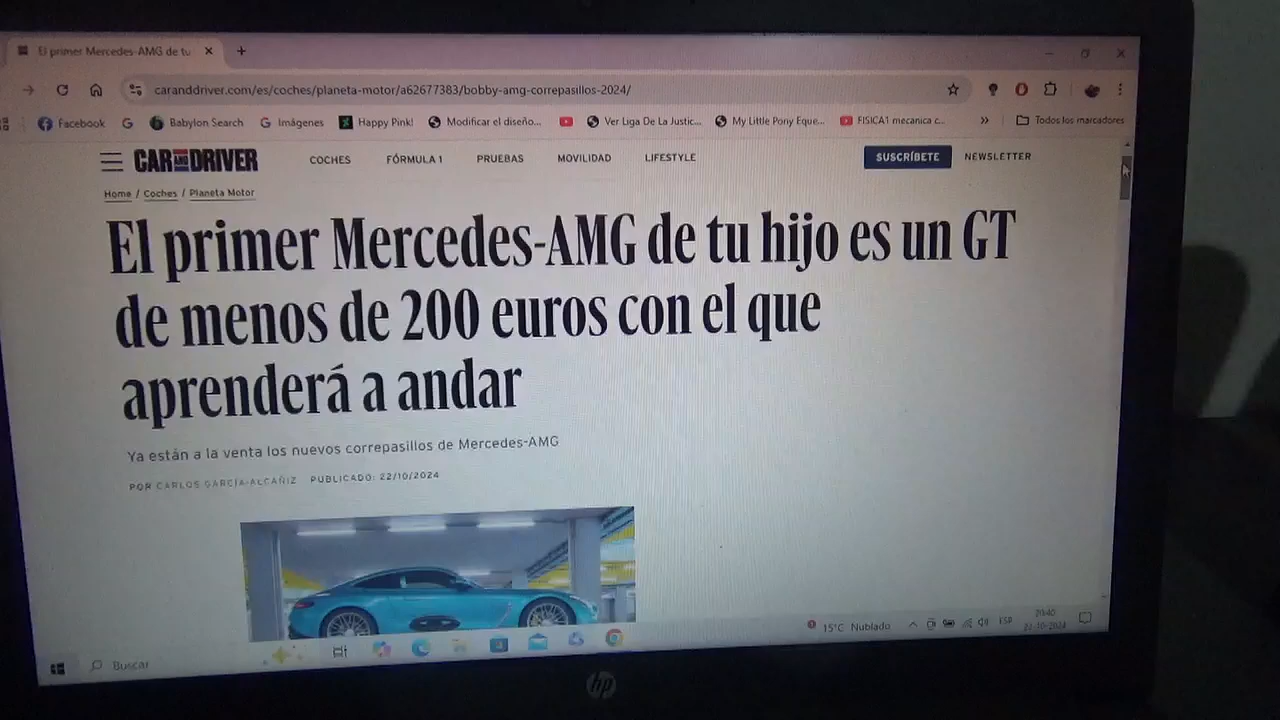 El primer Mercedes-AMG de tu
caranddriver.com/es/coches/planeta-motor/a62677383/bobby-amg-correpasillos-2024/
Facebook G Babylon Search G Imágenes Happy Pink! Modificar el diseño... Ver Liga De La Justic... My Little Pony Eque... FISICA1 mecanica c... Todos los marcadores
CAR AND DRIVER COCHES FÓRMULA 1 PRUEBAS MOVILIDAD LIFESTYLE SUSCRÍBETE NEWSLETTER
Home / Coches / Planeta Motor
El primer Mercedes-AMG de tu hijo es un GT
de menos de 200 euros con el que
aprenderá a andar
Ya están a la venta los nuevos correpasillos de Mercedes-AMG
POR CARLOS GARCÍA-ALCAÑIZ PUBLICADO: 22/10/2024
Buscar
15°C Nublado ESP 20:40
22-10-2024
hp